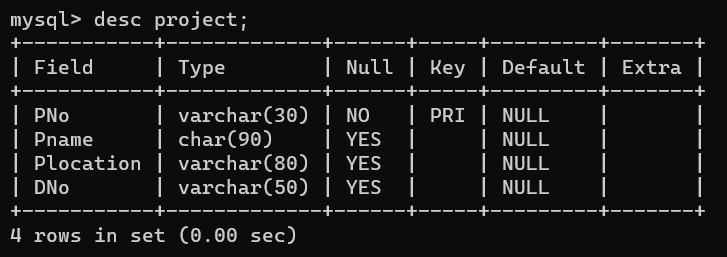 mysql> desc project;
+-----------+-------------+------+-----+---------+-------+
| Field     | Type        | Null | Key | Default | Extra |
+-----------+-------------+------+-----+---------+-------+
| PNo       | varchar(30) | NO   | PRI | NULL    |       |
| Pname     | char(90)    | YES  |     | NULL    |       |
| Plocation | varchar(80) | YES  |     | NULL    |       |
| DNo       | varchar(50) | YES  |     | NULL    |       |
+-----------+-------------+------+-----+---------+-------+
4 rows in set (0.00 sec)